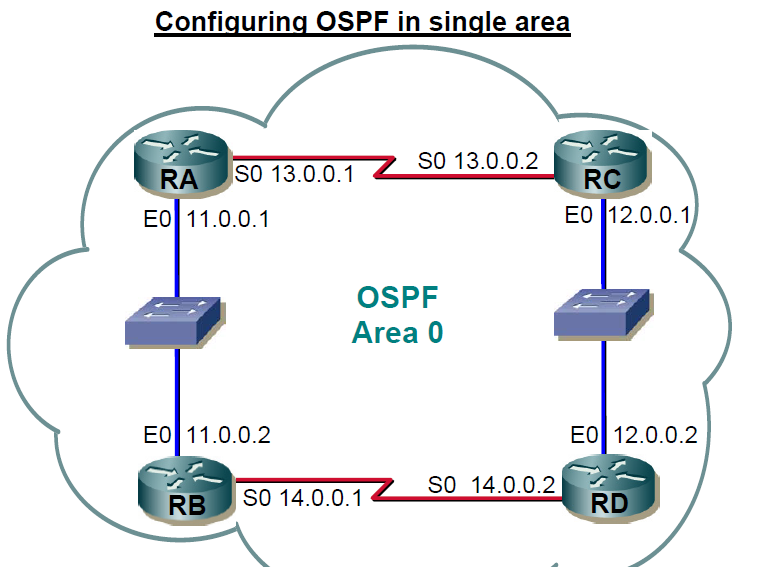 Configuring OSPF in single area
RA
S0 13.0.0.1
S0 13.0.0.2
RC
E0 11.0.0.1
E0 12.0.0.1
OSPF
Area 0
E0 11.0.0.2
E0 12.0.0.2
RB
S0 14.0.0.1
S0 14.0.0.2
RD